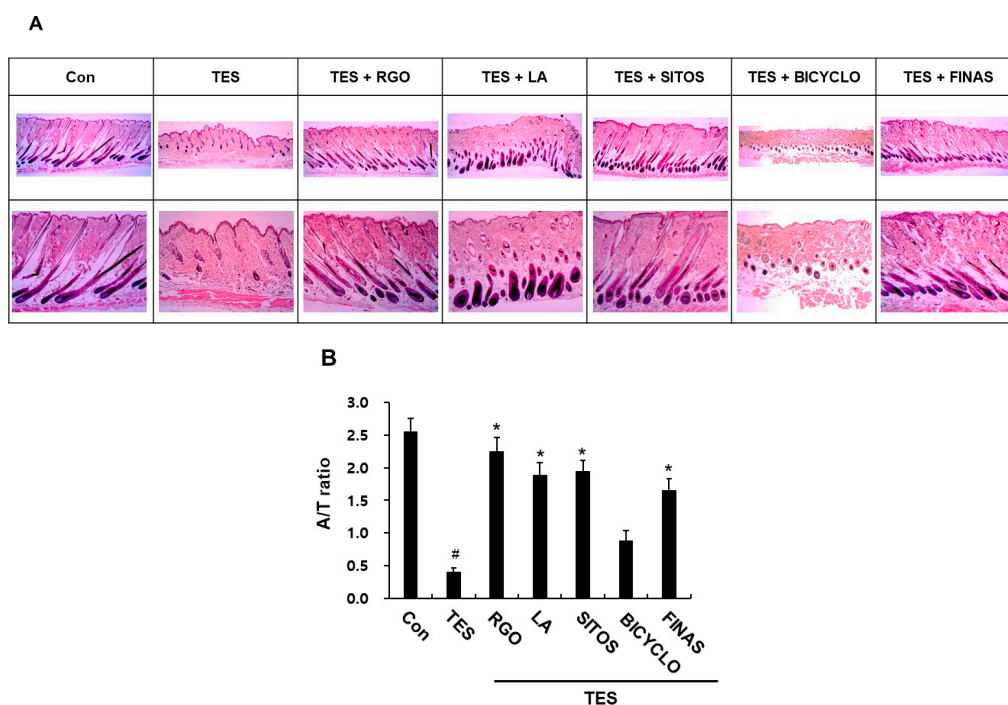 A
Con TES TES + RGO TES + LA TES + SITOS TES + BICYCLO TES + FINAS
B
A/T ratio
3.0
2.5
2.0
1.5
1.0
0.5
0.0
#
*
*
*
*
Con TES RGO LA SITOS BICYCLO FINAS
TES